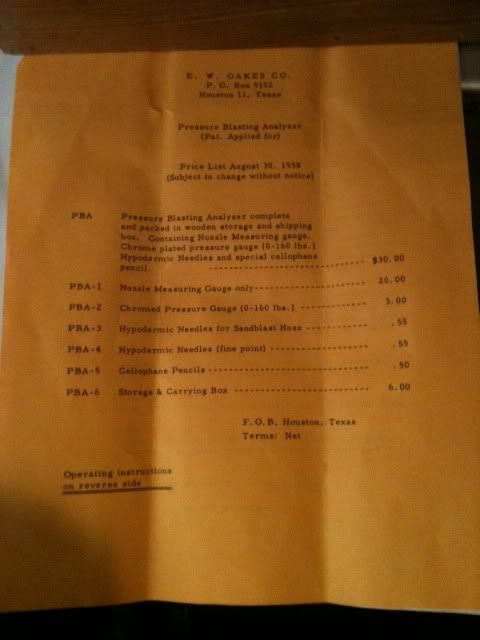 E. W. OAKES CO.
P. O. Box 9102
Houston 11, Texas
Pressure Blasting Analyzer
(Pat. Applied for)
Price List August 30, 1958
(Subject to change without notice)
PBA Pressure Blasting Analyzer complete
and packed in wooden storage and shipping
box. Containing Nozzle Measuring gauge,
Chrome plated pressure gauge (0-160 lbs.)
Hypodermic Needles and special cellophane
pencil. $30.00
PBA-1 Nozzle Measuring Gauge only 20.00
PBA-2 Chromed Pressure Gauge (0-160 lbs.) 3.00
PBA-3 Hypodermic Needles for Sandblast Hose .55
PBA-4 Hypodermic Needles (fine point) .55
PBA-5 Cellophane Pencils .50
PBA-6 Storage & Carrying Box 6.00
F.O.B. Houston, Texas
Terms: Net
Operating instructions
on reverse side